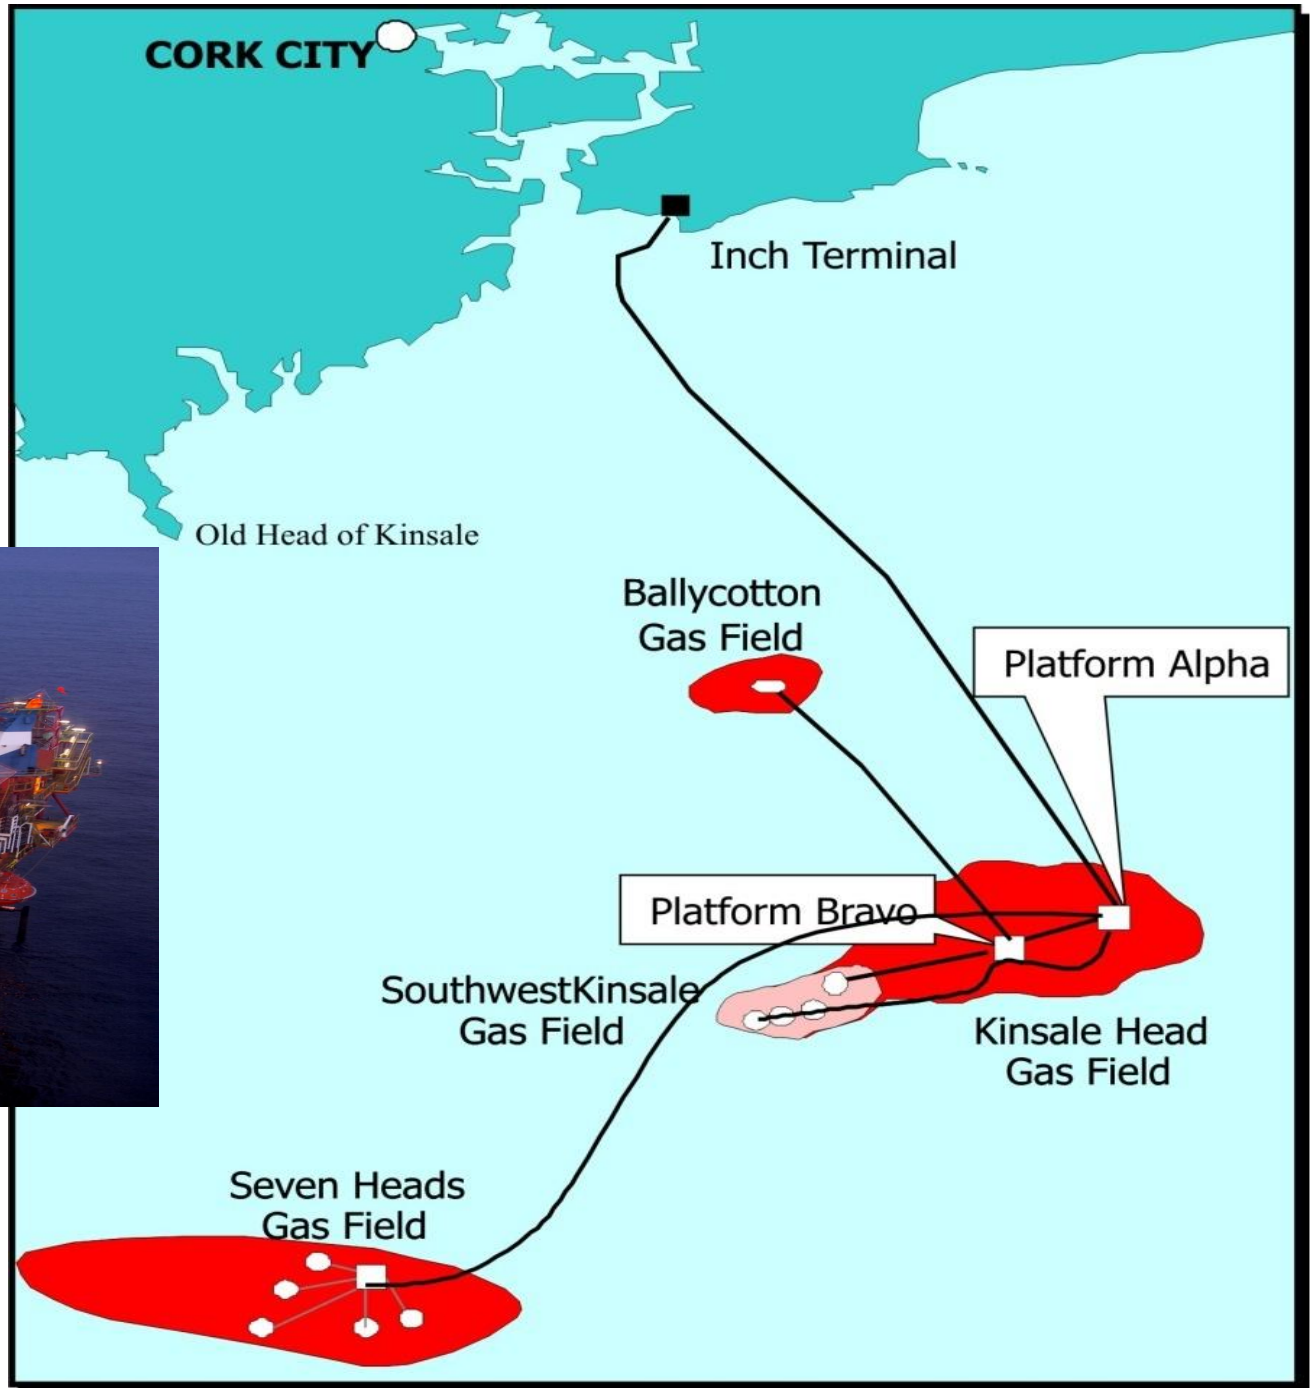 CORK CITY
Inch Terminal
Old Head of Kinsale
Ballycotton
Gas Field
Platform Alpha
Platform Bravo
SouthwestKinsale
Gas Field
Kinsale Head
Gas Field
Seven Heads
Gas Field